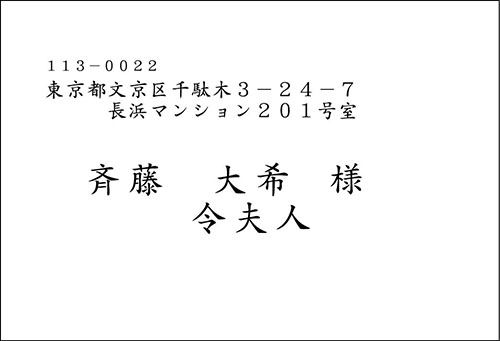 １１３－００２２
東京都文京区千駄木３－２４－７
長浜マンション２０１号室
斉藤　大希　様
令夫人